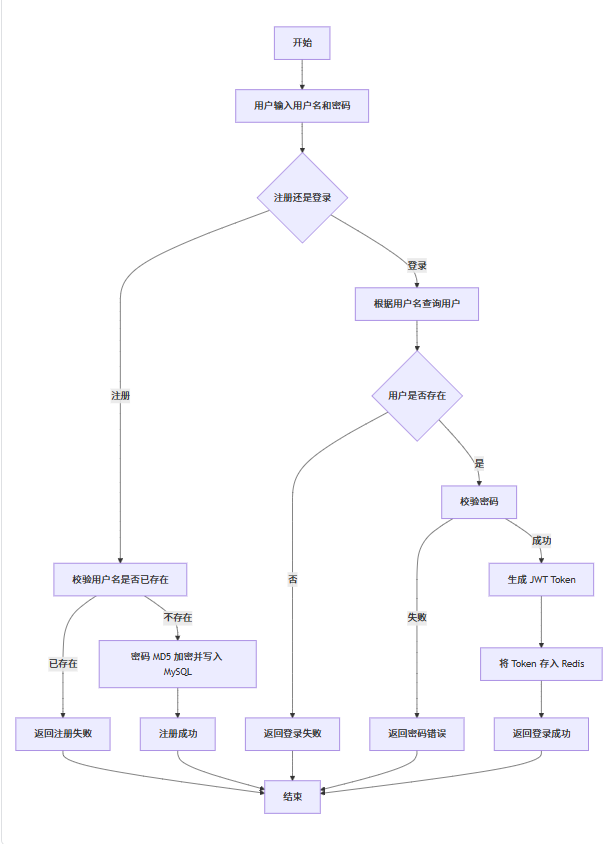 开始
用户输入用户名和密码
注册还是登录
登录
根据用户名查询用户
注册
用户是否存在
是
校验密码
成功
校验用户名是否已存在
否
生成 JWT Token
不存在
失败
密码 MD5 加密并写入
MySQL
已存在
将 Token 存入 Redis
返回注册失败
注册成功
返回登录失败
返回密码错误
返回登录成功
结束